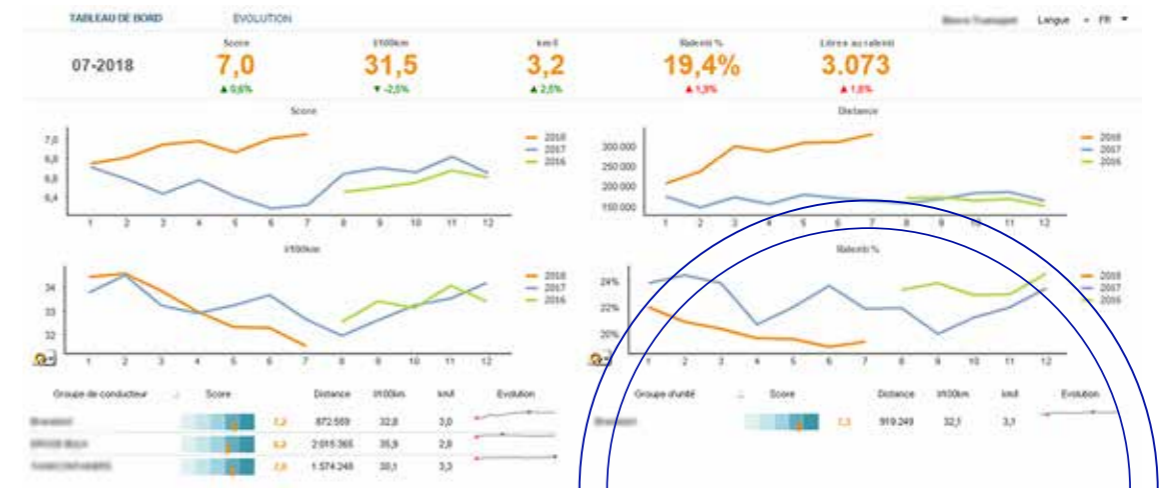 TABLEAU DE BORD EVOLUTION Langue FR
Score l/100km km/l Ralenti % Litres au ralenti
07-2018 7,0 31,5 3,2 19,4% 3.073
▲ 0,6% ▼ -2,5% ▲ 2,5% ▲ 1,9% ▲ 1,8%
Score Distance
7,0
6,8
6,6
6,4
2018
2017
2016
1 2 3 4 5 6 7 8 9 10 11 12
300 000
250 000
200 000
150 000
2018
2017
2016
1 2 3 4 5 6 7 8 9 10 11 12
l/100km Ralenti %
34
33
32
2018
2017
2016
1 2 3 4 5 6 7 8 9 10 11 12
24%
22%
20%
2018
2017
2016
1 2 3 4 5 6 7 8 9 10 11 12
Groupe de conducteur Score Distance l/100km km/l Evolution
7,2 872.569 32,8 3,0
2.015.365 35,9 2,8
1.574.248 30,1 3,3
Groupe d'unité Score Distance l/100km km/l Evolution
919.249 32,1 3,1